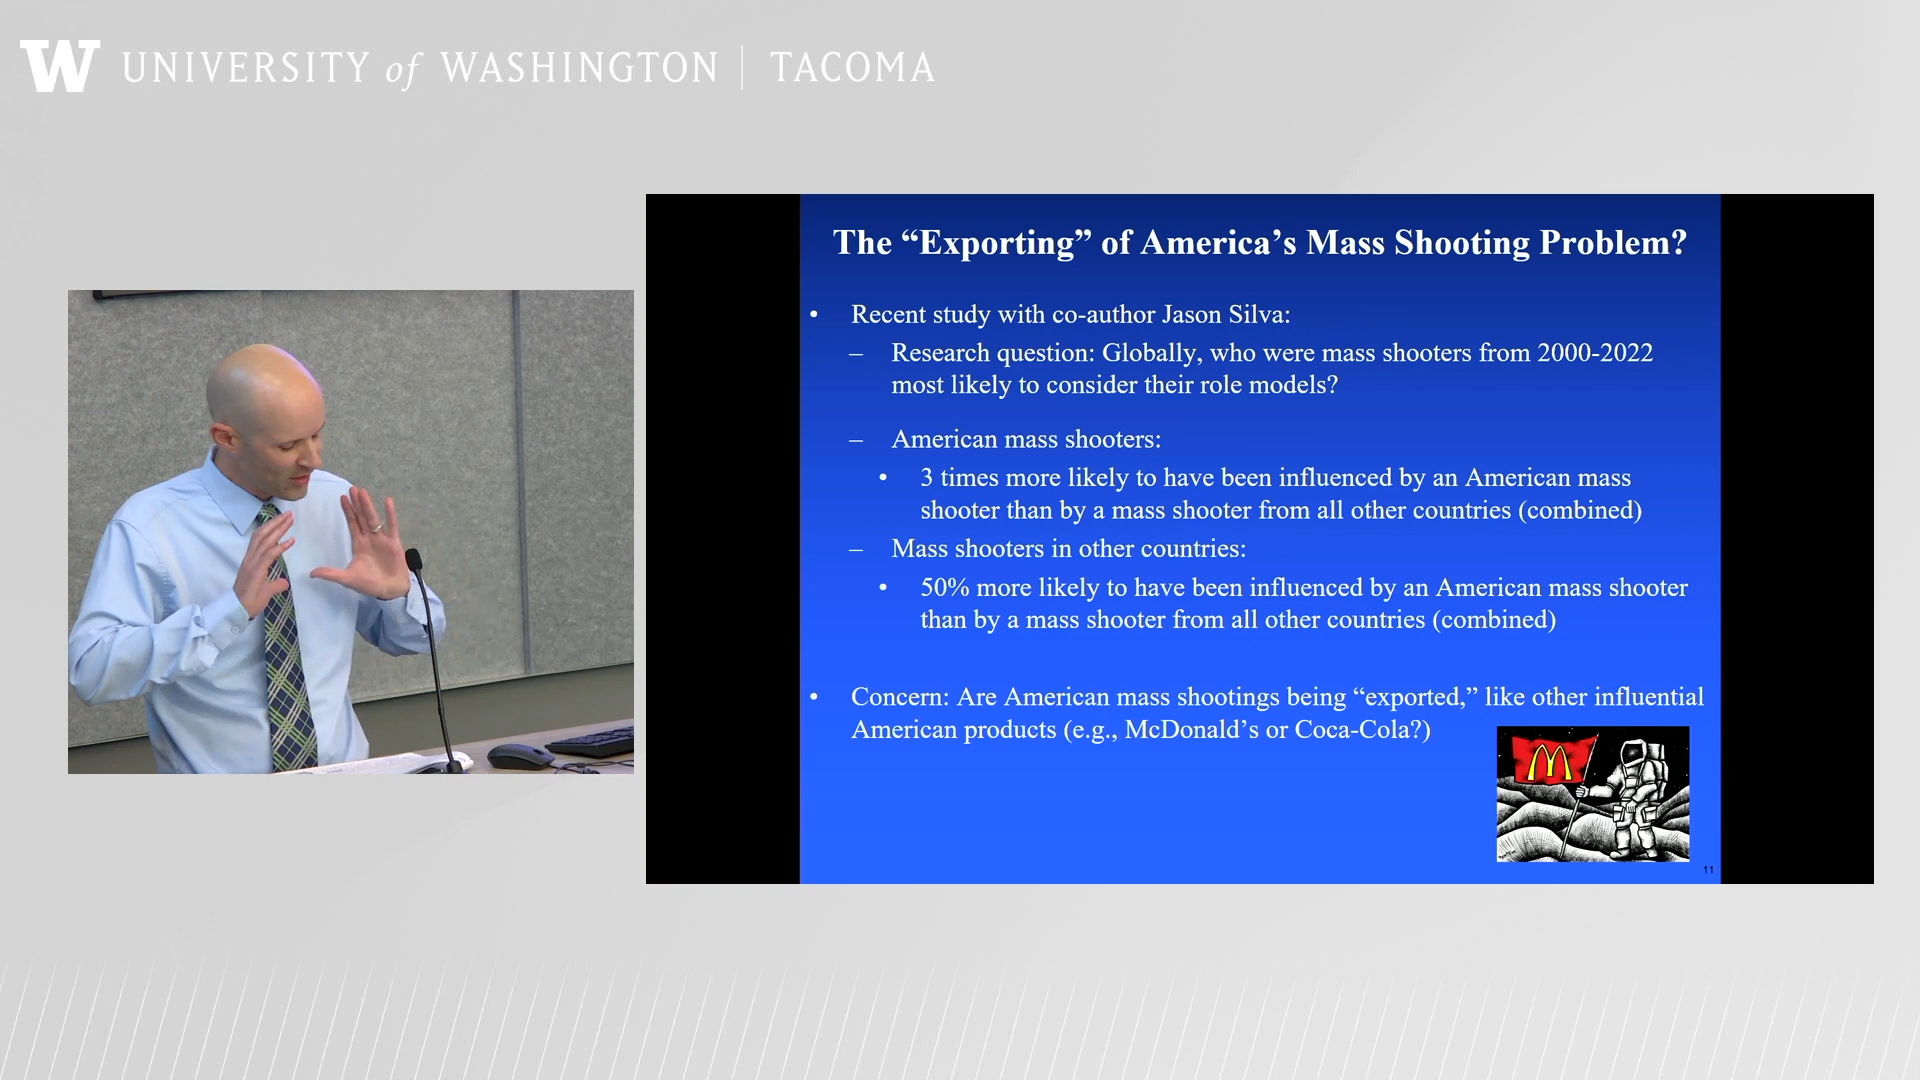 W UNIVERSITY of WASHINGTON | TACOMA
The “Exporting” of America’s Mass Shooting Problem?
• Recent study with co-author Jason Silva:
– Research question: Globally, who were mass shooters from 2000-2022
most likely to consider their role models?
– American mass shooters:
• 3 times more likely to have been influenced by an American mass
shooter than by a mass shooter from all other countries (combined)
– Mass shooters in other countries:
• 50% more likely to have been influenced by an American mass shooter
than by a mass shooter from all other countries (combined)
• Concern: Are American mass shootings being “exported,” like other influential
American products (e.g., McDonald’s or Coca-Cola?)
M
11